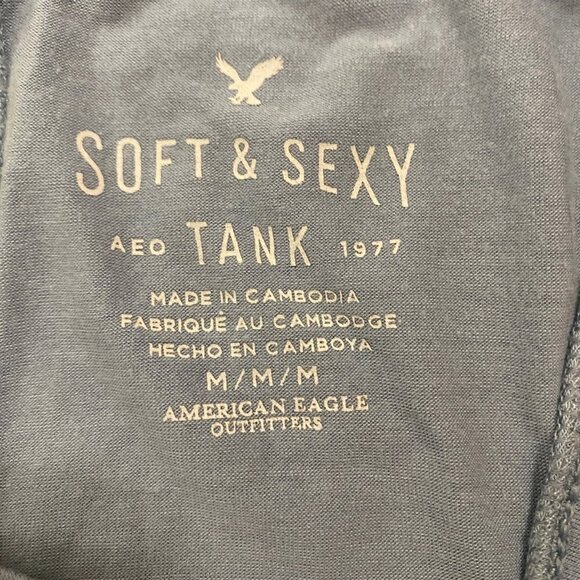 SOFT & SEXY
AEO TANK 1977
MADE IN CAMBODIA
FABRIQUÉ AU CAMBODGE
HECHO EN CAMBOYA
M/M/M
AMERICAN EAGLE
OUTFITTERS